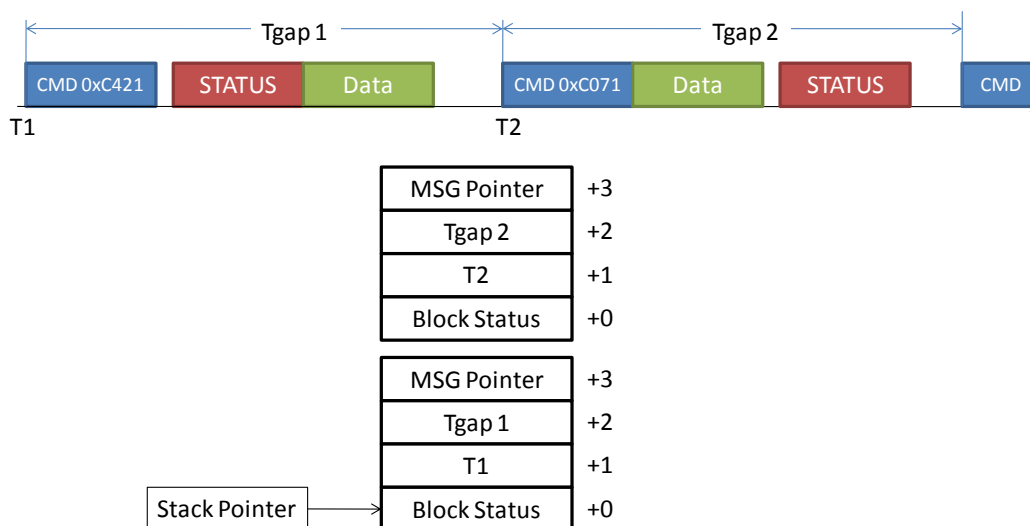 Tgap 1
Tgap 2
CMD 0xC421
STATUS
Data
CMD 0xC071
Data
STATUS
CMD
T1
T2
MSG Pointer +3
Tgap 2 +2
T2 +1
Block Status +0
MSG Pointer +3
Tgap 1 +2
T1 +1
Stack Pointer
Block Status +0